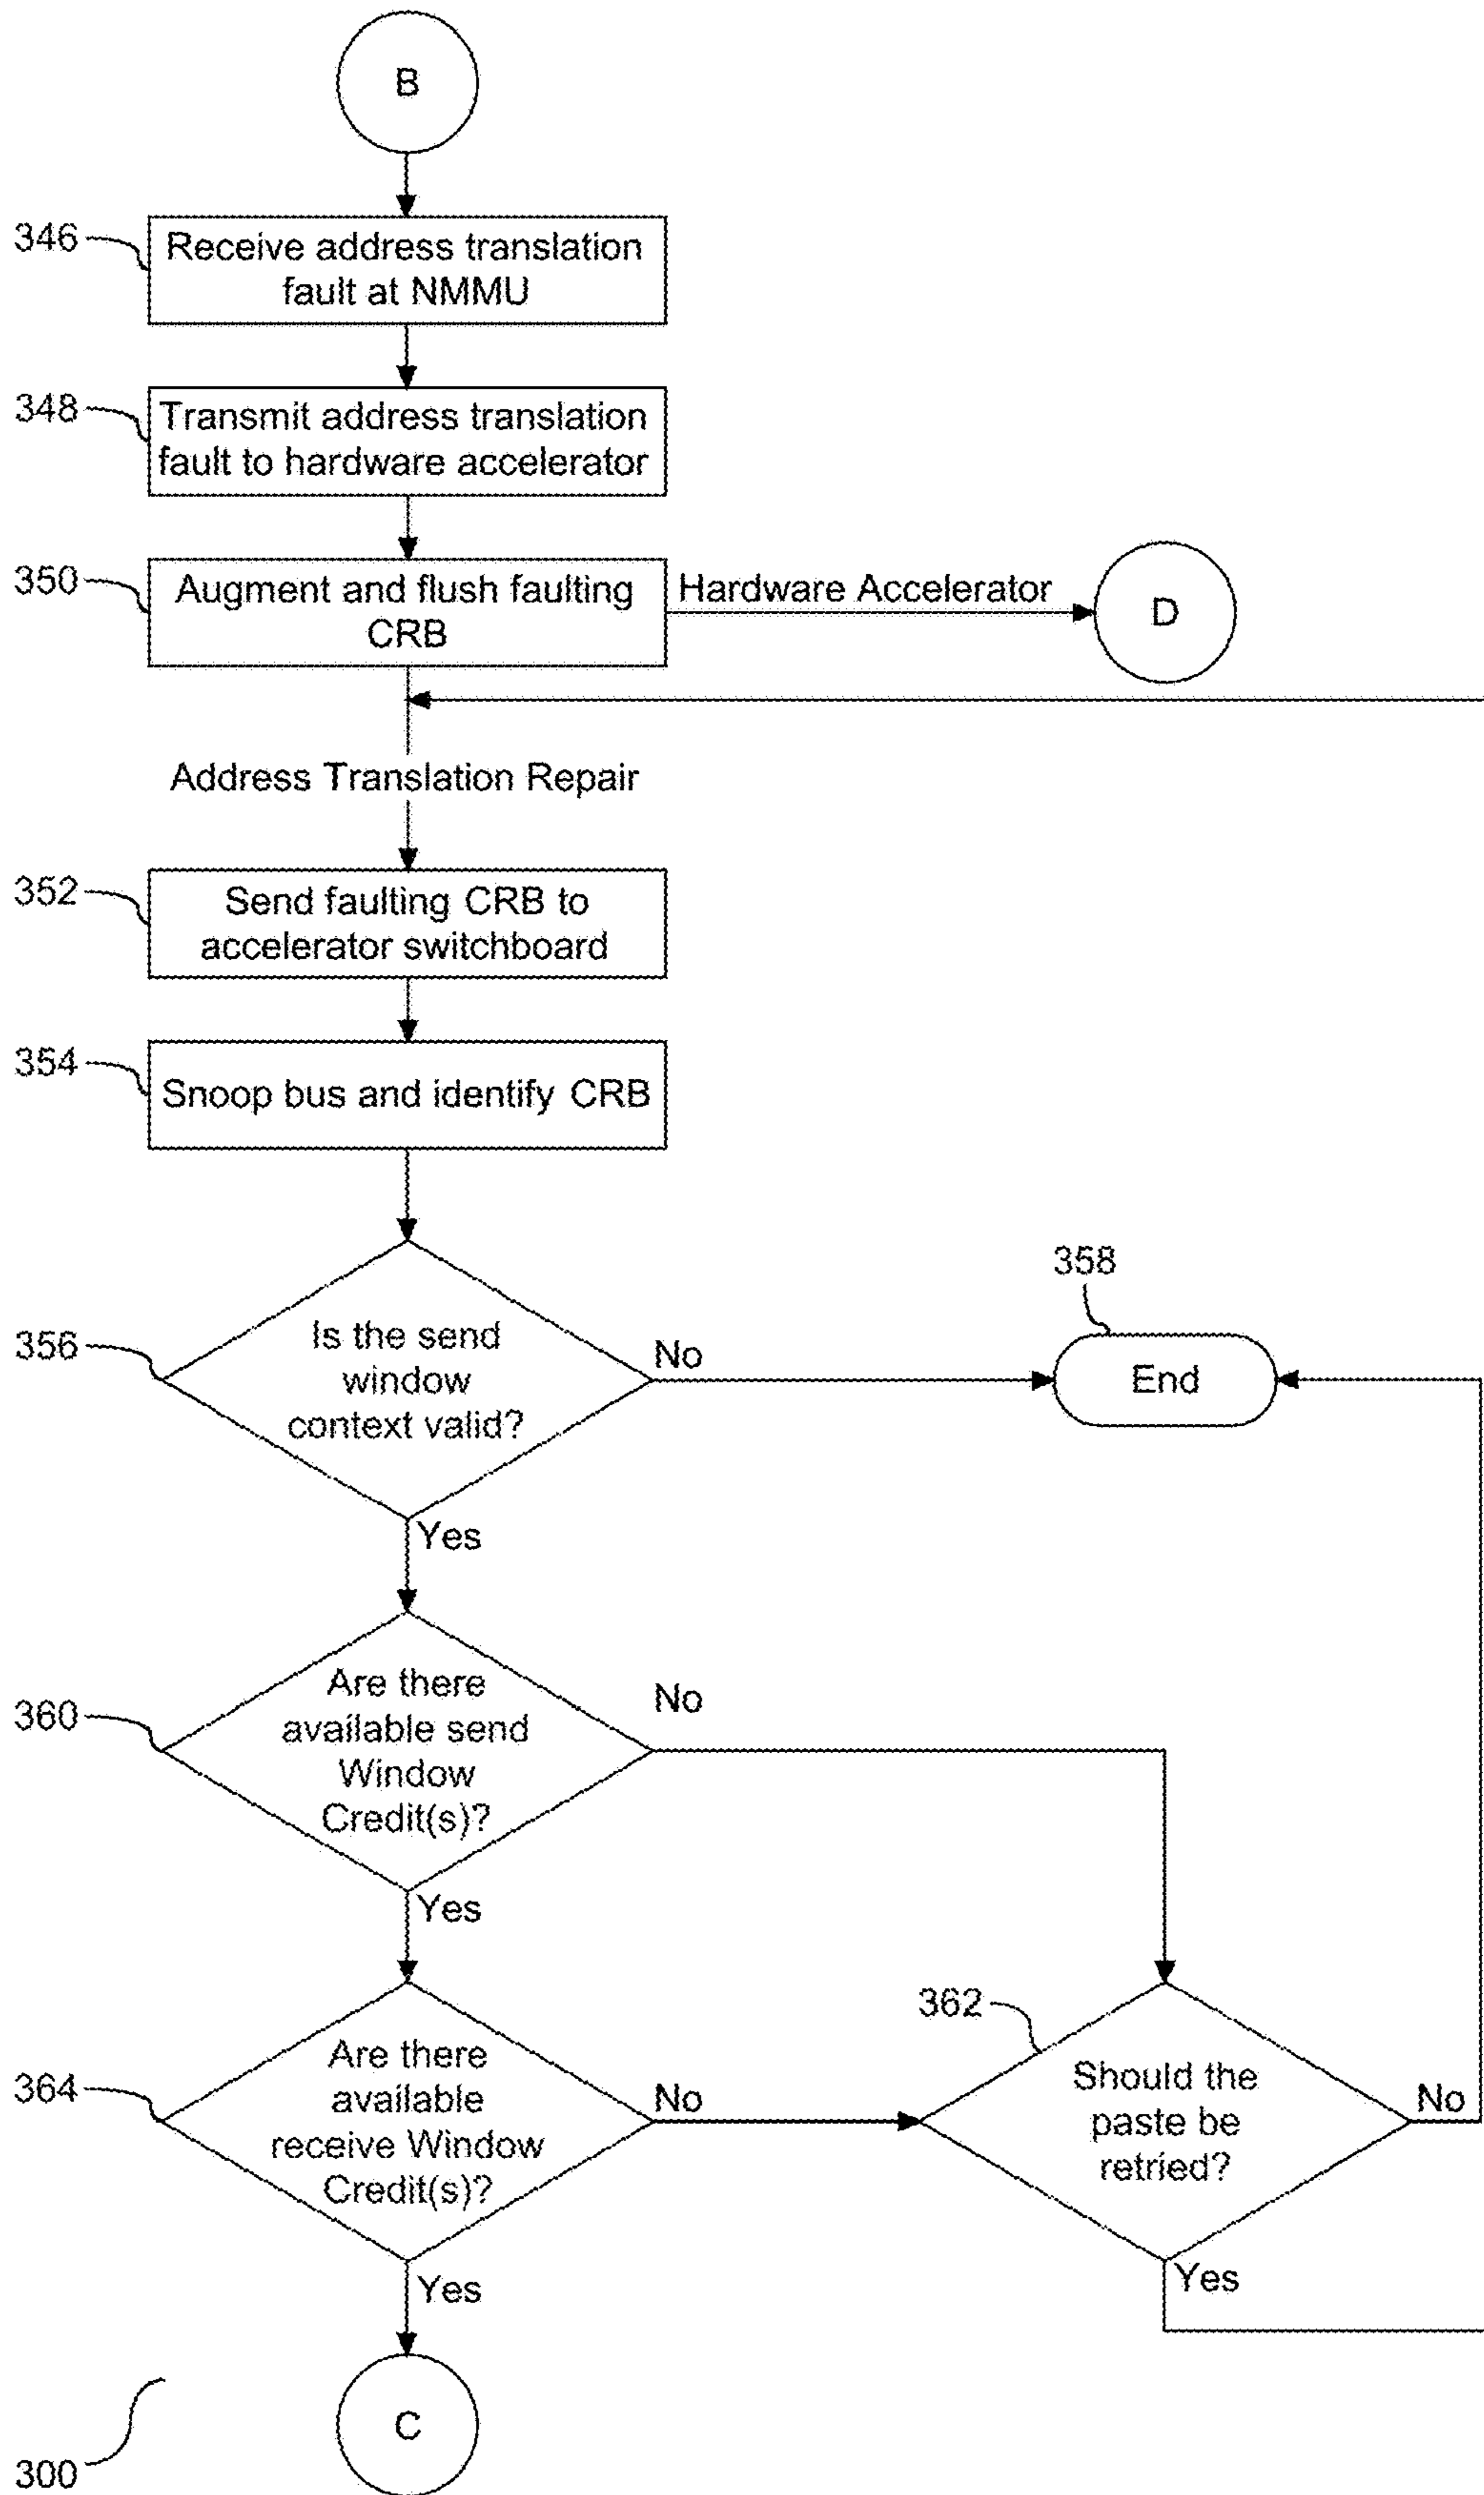 B
346
Receive address translation
fault at NMMU
348
Transmit address translation
fault to hardware accelerator
350
Augment and flush faulting
CRB
Hardware Accelerator
D
Address Translation Repair
352
Send faulting CRB to
accelerator switchboard
354
Snoop bus and identify CRB
356
Is the send
window
context valid?
No
358
End
Yes
360
Are there
available send
Window
Credit(s)?
No
Yes
364
Are there
available
receive Window
Credit(s)?
No
362
Should the
paste be
retried?
No
Yes
Yes
C
300